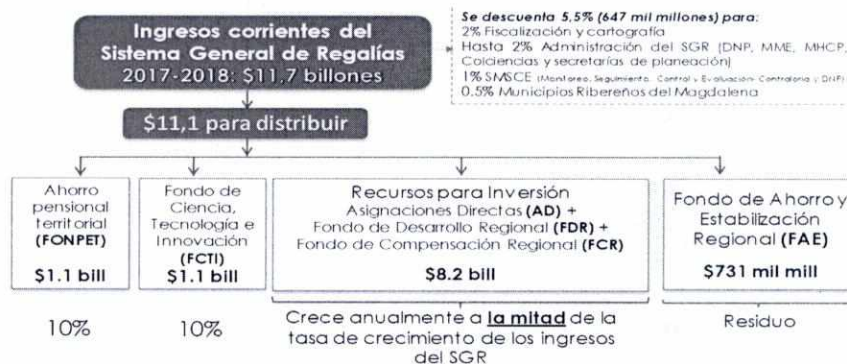 Ingresos corrientes del
Sistema General de Regalías
2017-2018: $11,7 billones
Se descuenta 5,5% (647 mil millones) para:
2% Fiscalización y cartografía
Hasta 2% Administración del SGR (DNP, MME, MHCP,
Colciencias y secretarías de planeación)
1% SMSCE (Monitoreo, Seguimiento, Control y Evaluación- Contraloría y DNP)
0.5% Municipios Ribereños del Magdalena
$11,1 para distribuir
Ahorro
pensional
territorial
(FONPET)
$1.1 bill
Fondo de
Ciencia,
Tecnología e
Innovación
(FCTI)
$1.1 bill
Recursos para Inversión
Asignaciones Directas (AD) +
Fondo de Desarrollo Regional (FDR) +
Fondo de Compensación Regional (FCR)
$8.2 bill
Fondo de Ahorro y
Estabilización
Regional (FAE)
$731 mil mill
10%
10%
Crece anualmente a la mitad de la
tasa de crecimiento de los ingresos
del SGR
Residuo